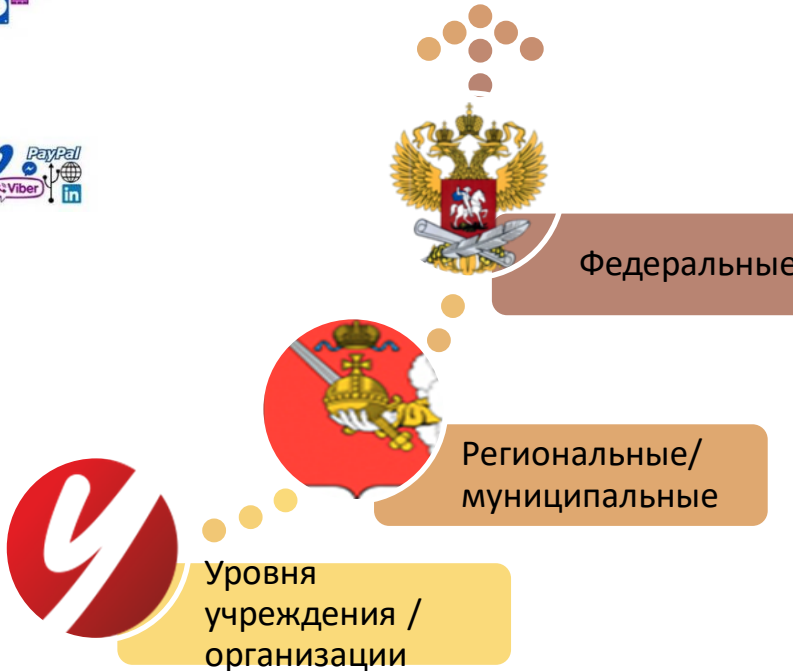 PayPal
Viber
in
Федеральные
Региональные/
муниципальные
У
Уровня
учреждения /
организации